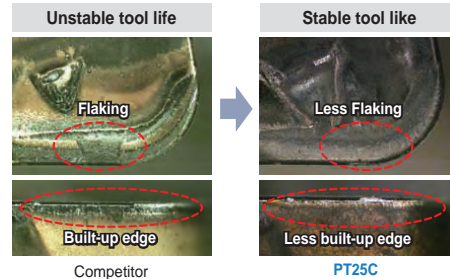 Unstable tool life
Stable tool like
Flaking
Less Flaking
Built-up edge
Less built-up edge
Competitor
PT25C